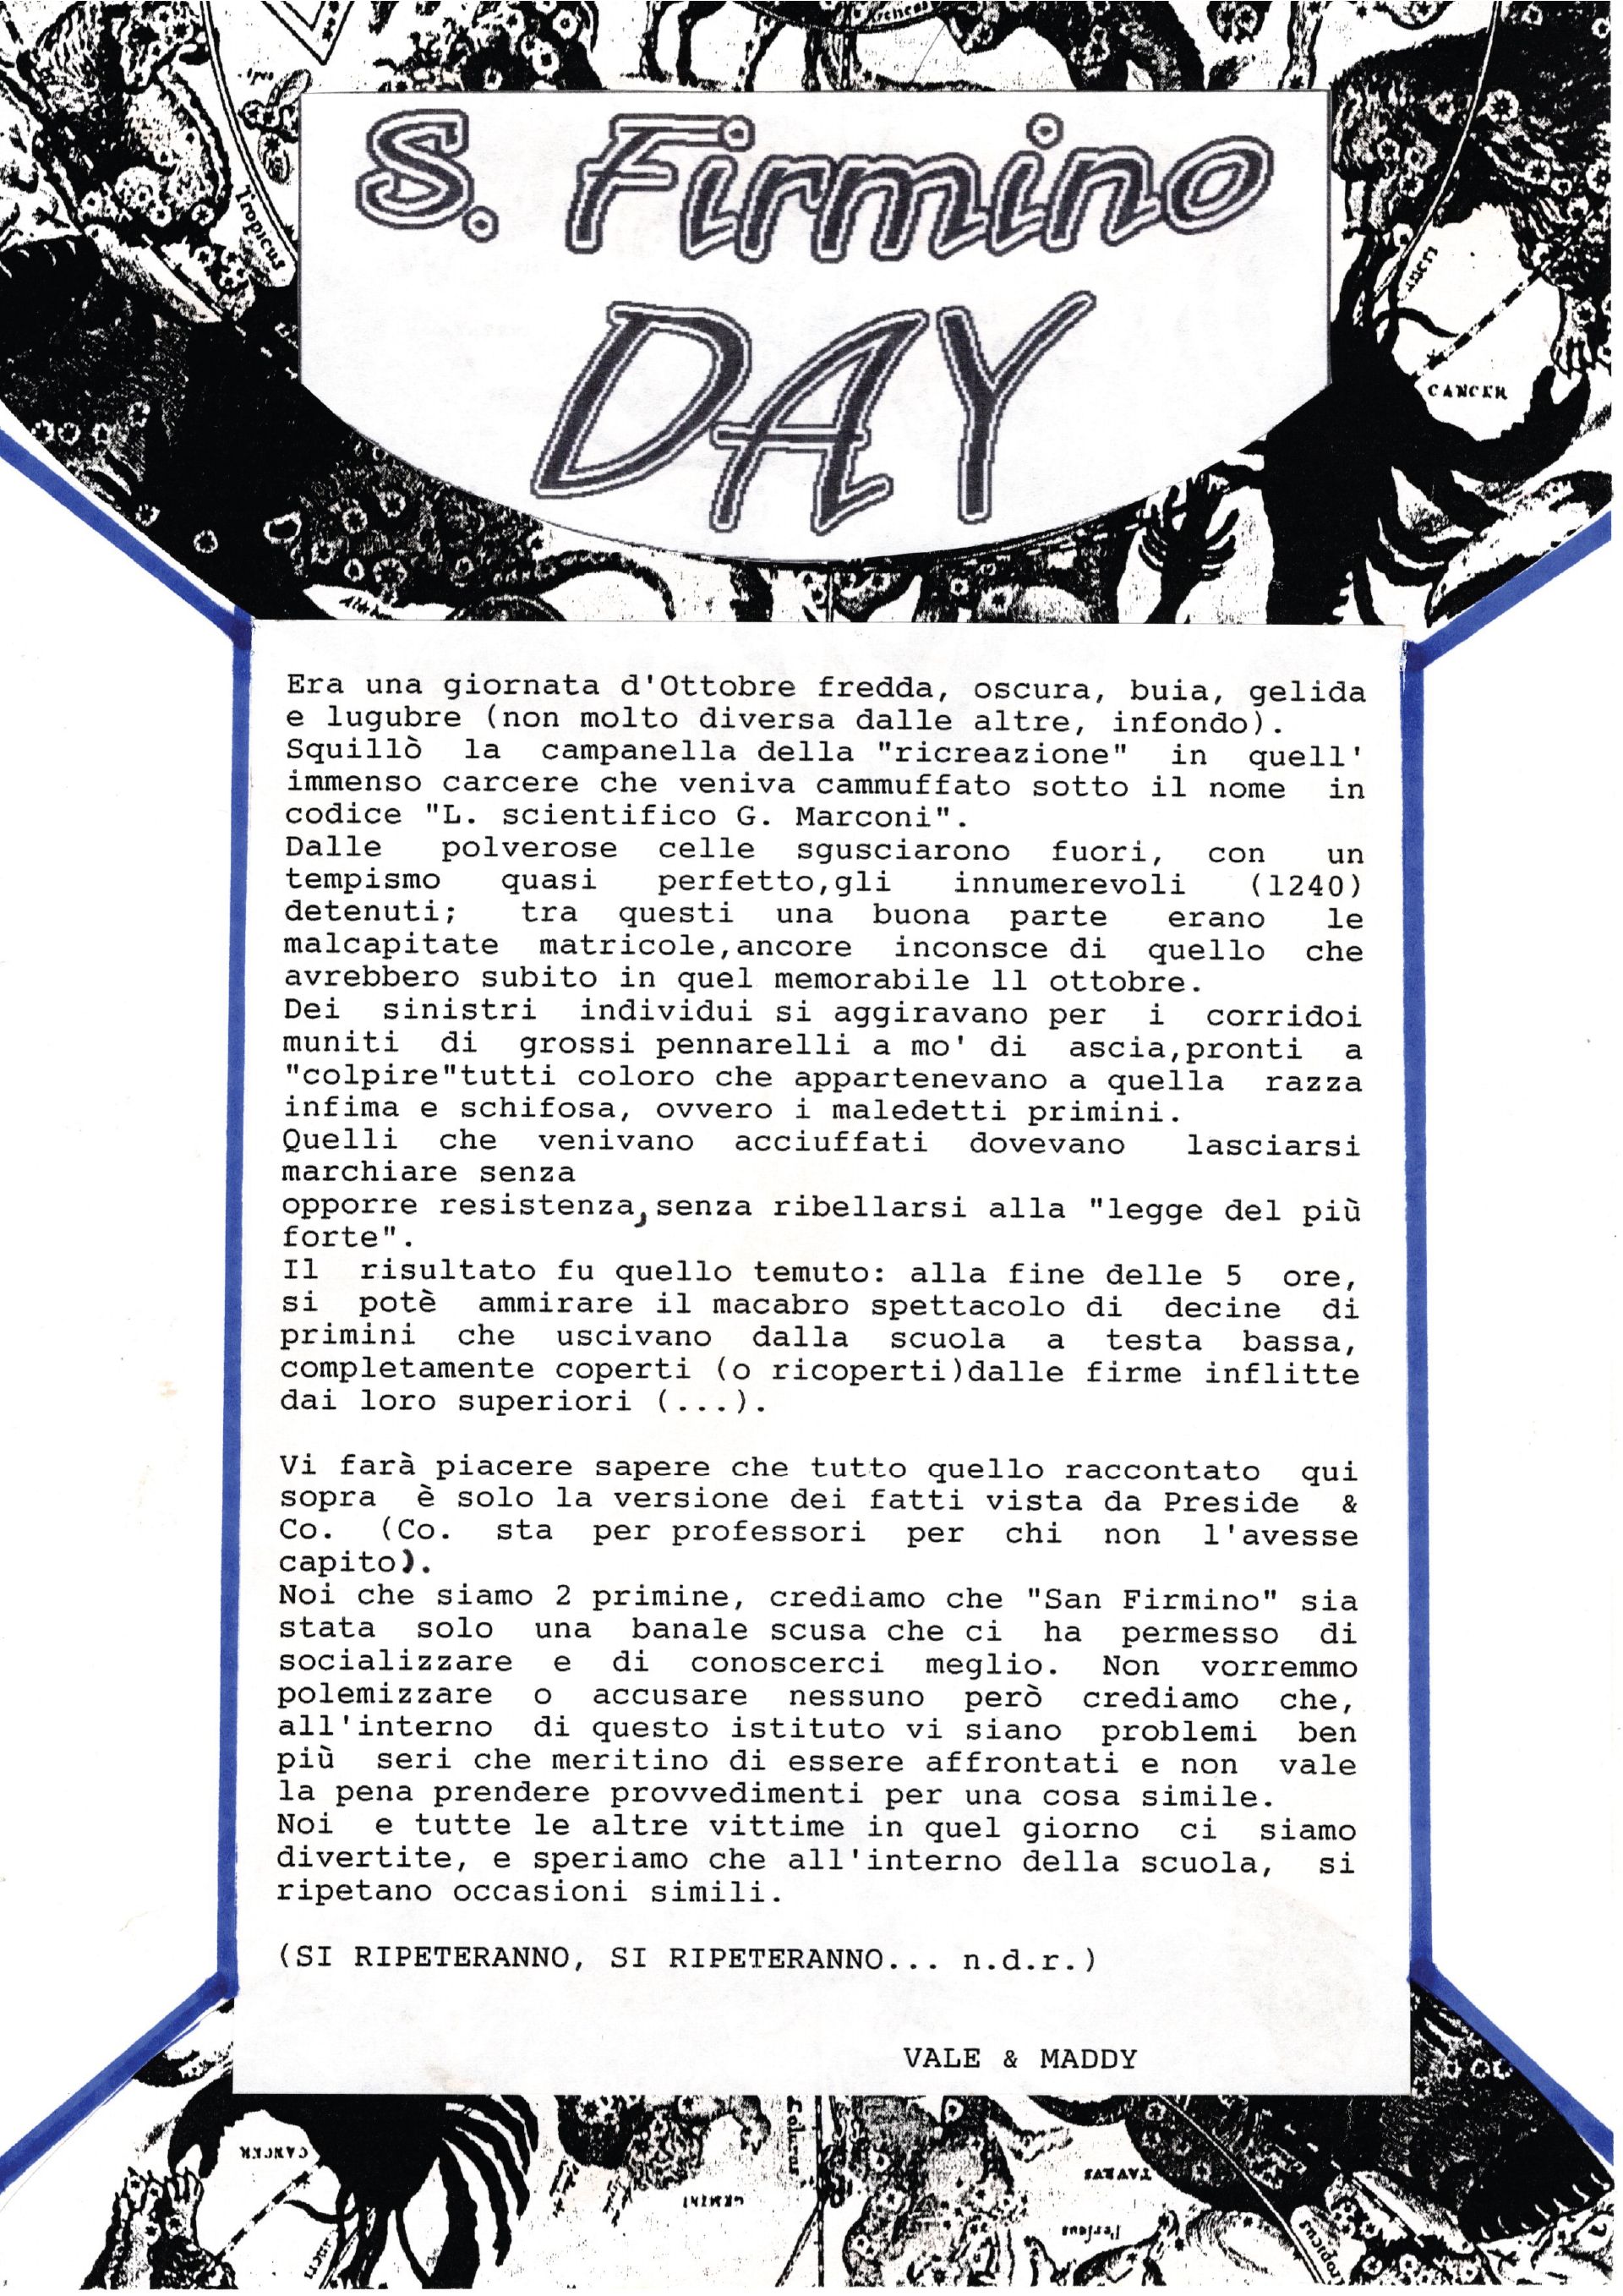 Apes
Tropicus
S. Firmino
DAY
CANCER
Era una giornata d'Ottobre fredda, oscura, buia, gelida
e lugubre (non molto diversa dalle altre, infondo).
Squillò la campanella della "ricreazione" in quell'
immenso carcere che veniva cammuffato sotto il nome in
codice "L. scientifico G. Marconi".
Dalle polverose celle sgusciarono fuori, con un
tempismo quasi perfetto,gli innumerevoli (1240)
detenuti; tra questi una buona parte erano le
malcapitate matricole,ancore inconsce di quello che
avrebbero subito in quel memorabile 11 ottobre.
Dei sinistri individui si aggiravano per i corridoi
muniti di grossi pennarelli a mo' di ascia,pronti a
"colpire"tutti coloro che appartenevano a quella razza
infima e schifosa, ovvero i maledetti primini.
Quelli che venivano acciuffati dovevano lasciarsi
marchiare senza
opporre resistenza,senza ribellarsi alla "legge del più
forte".
Il risultato fu quello temuto: alla fine delle 5 ore,
si potè ammirare il macabro spettacolo di decine di
primini che uscivano dalla scuola a testa bassa,
completamente coperti (o ricoperti)dalle firme inflitte
dai loro superiori (...).
Vi farà piacere sapere che tutto quello raccontato qui
sopra è solo la versione dei fatti vista da Preside &
Co. (Co. sta per professori per chi non l'avesse
capito).
Noi che siamo 2 primine, crediamo che "San Firmino" sia
stata solo una banale scusa che ci ha permesso di
socializzare e di conoscerci meglio. Non vorremmo
polemizzare o accusare nessuno però crediamo che,
all'interno di questo istituto vi siano problemi ben
più seri che meritino di essere affrontati e non vale
la pena prendere provvedimenti per una cosa simile.
Noi e tutte le altre vittime in quel giorno ci siamo
divertite, e speriamo che all'interno della scuola, si
ripetano occasioni simili.
(SI RIPETERANNO, SI RIPETERANNO... n.d.r.)
VALE & MADDY
CANCER
GEMINI
Colurus
TAURUS
Perseus
Tropicus